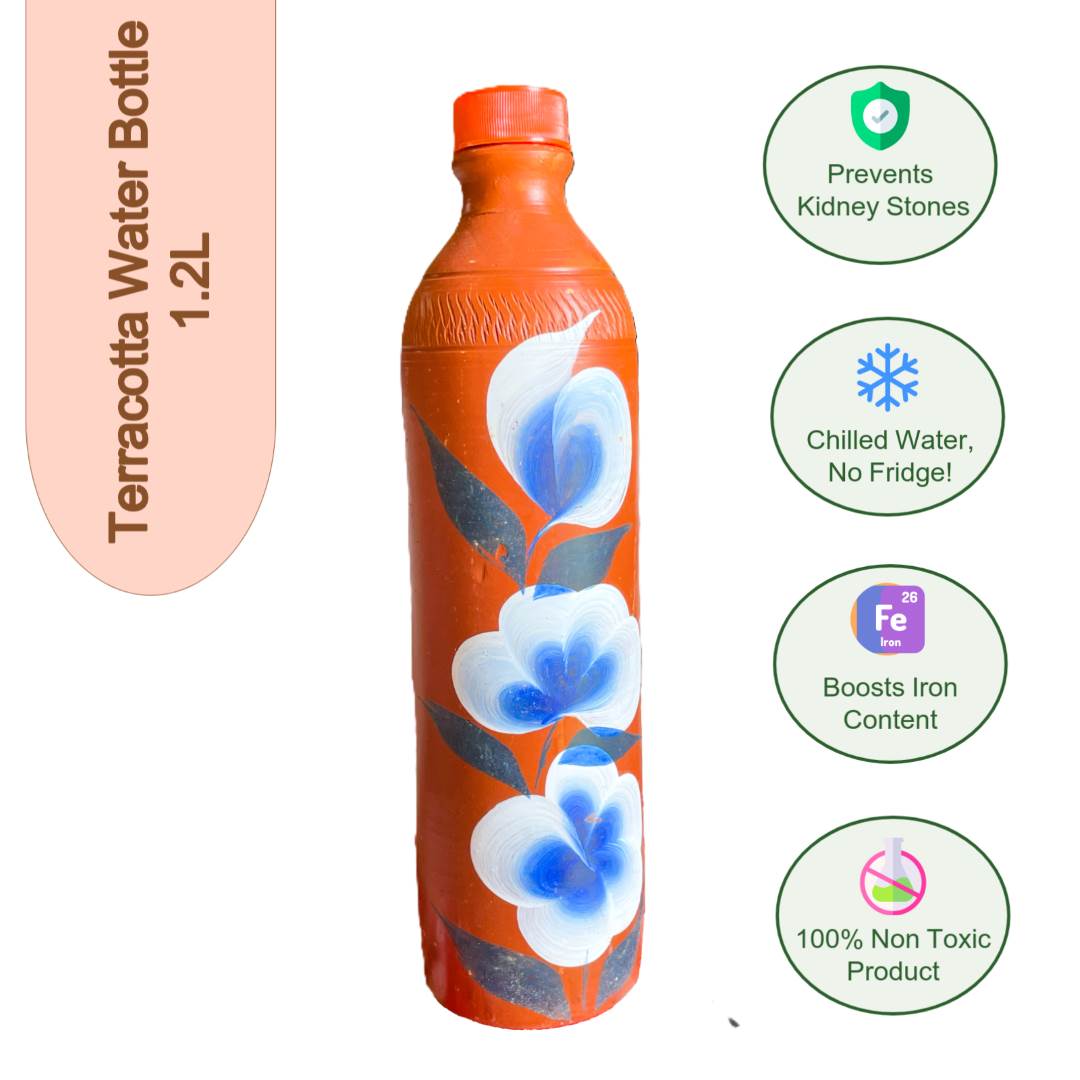 Terracotta Water Bottle
1.2L
Prevents
Kidney Stones
Chilled Water,
No Fridge!
26
Fe
Iron
Boosts Iron
Content
100% Non Toxic
Product